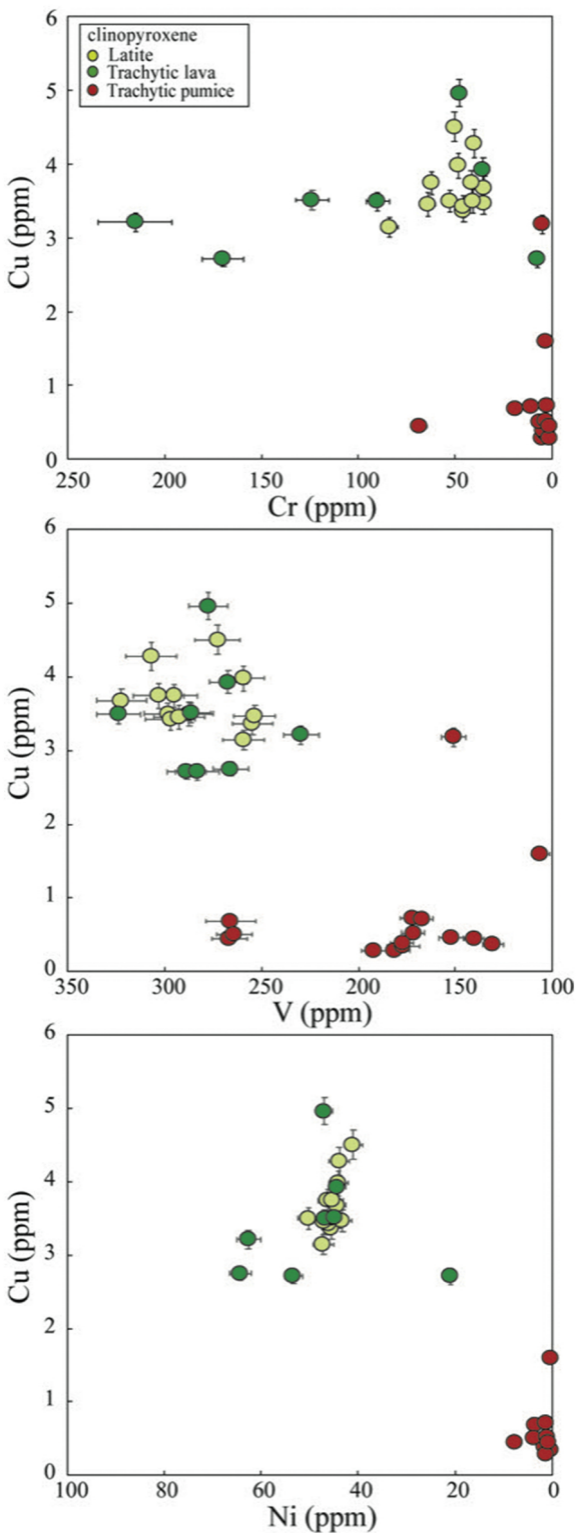 6
clinopyroxene
Latite
Trachytic lava
Trachytic pumice
5
4
3
2
1
0
Cu (ppm)
250 200 150 100 50 0
Cr (ppm)
6
5
4
3
2
1
0
Cu (ppm)
350 300 250 200 150 100
V (ppm)
6
5
4
3
2
1
0
Cu (ppm)
100 80 60 40 20 0
Ni (ppm)